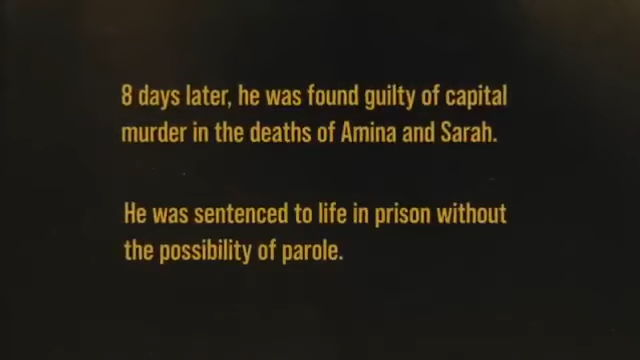 8 days later, he was found guilty of capital
murder in the deaths of Amina and Sarah.
He was sentenced to life in prison without
the possibility of parole.